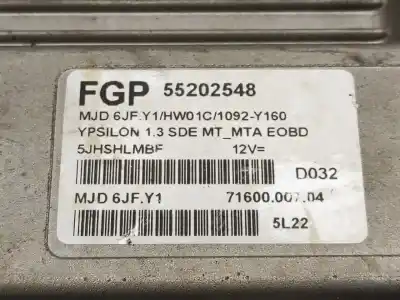 FGP 55202548
MJD 6JF.Y1/HW01C/1092-Y160
YPSILON 1.3 SDE MT_MTA EOBD
5JHSHLMBF 12V=
D032
MJD 6JF.Y1 71600.007.04
5L22